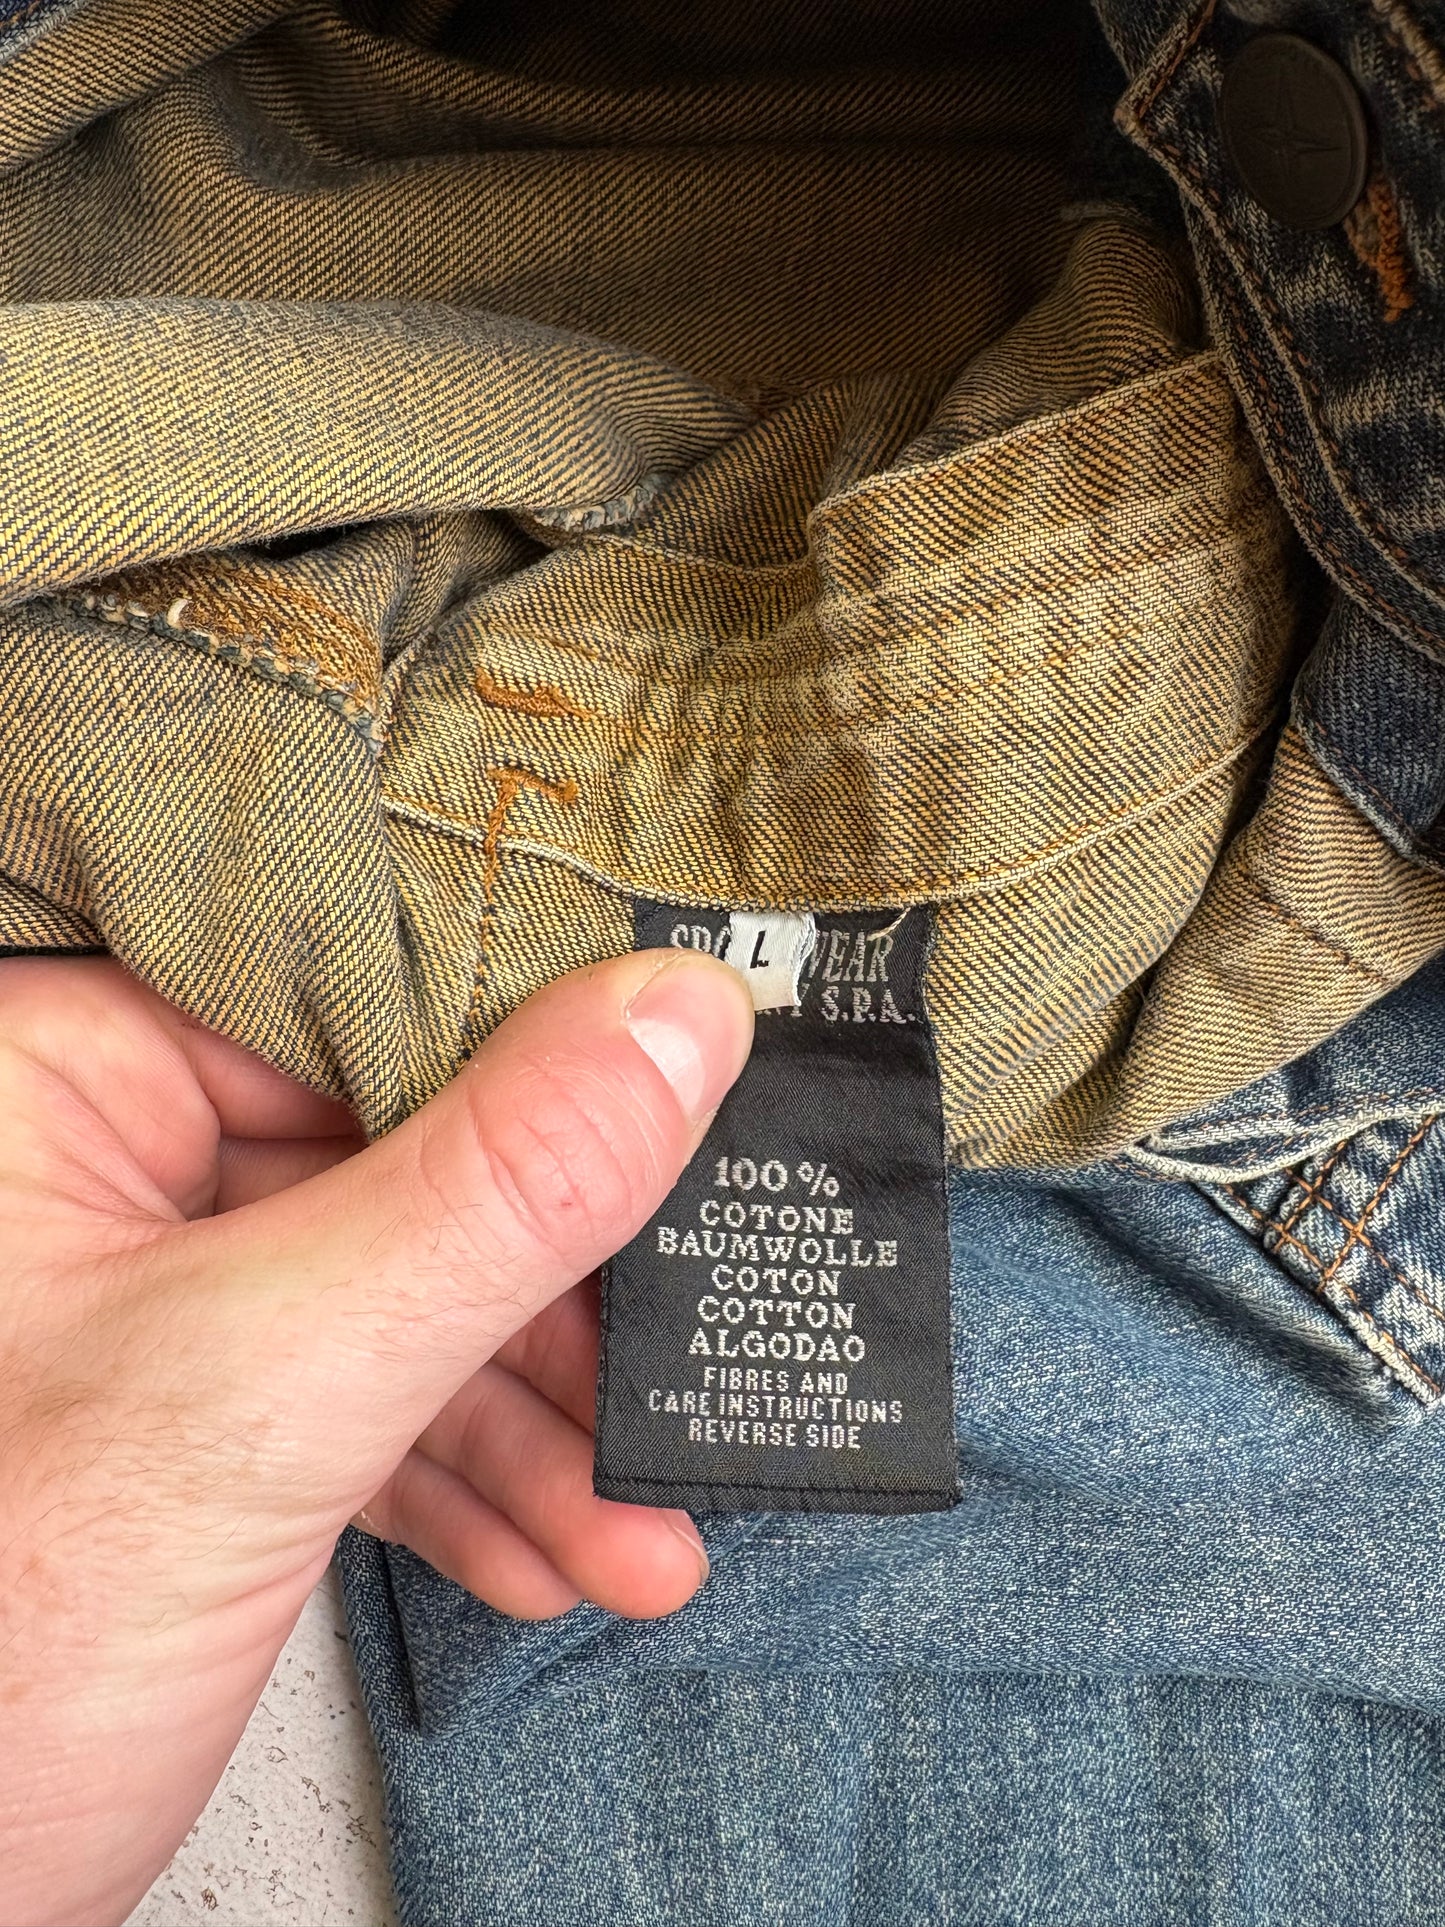 L
S.P.A.
100%
COTONE
BAUMWOLLE
COTON
COTTON
ALGODAO
FIBRES AND
CARE INSTRUCTIONS
REVERSE SIDE